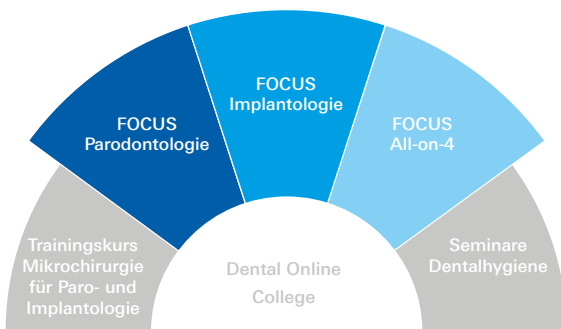 FOCUS
Implantologie
FOCUS
Parodontologie
FOCUS
All-on-4
Trainingskurs
Mikrochirurgie
für Paro- und
Implantologie
Dental Online
College
Seminare
Dentalhygiene